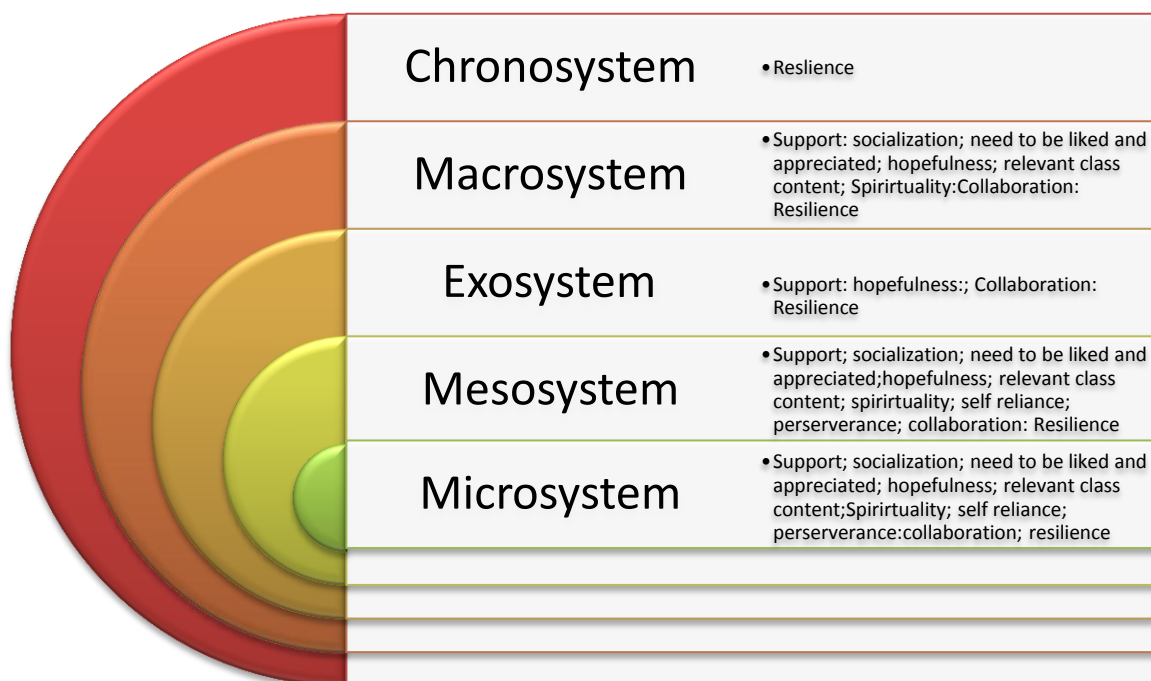 Chronosystem
•Reslience
Macrosystem
•Support: socialization; need to be liked and
appreciated; hopefulness; relevant class
content; Spirirtuality:Collaboration:
Resilience
Exosystem
•Support: hopefulness:; Collaboration:
Resilience
Mesosystem
•Support; socialization; need to be liked and
appreciated;hopefulness; relevant class
content; spirirtuality; self reliance;
perserverance; collaboration: Resilience
Microsystem
•Support; socialization; need to be liked and
appreciated; hopefulness; relevant class
content;Spirirtuality; self reliance;
perserverance:collaboration; resilience